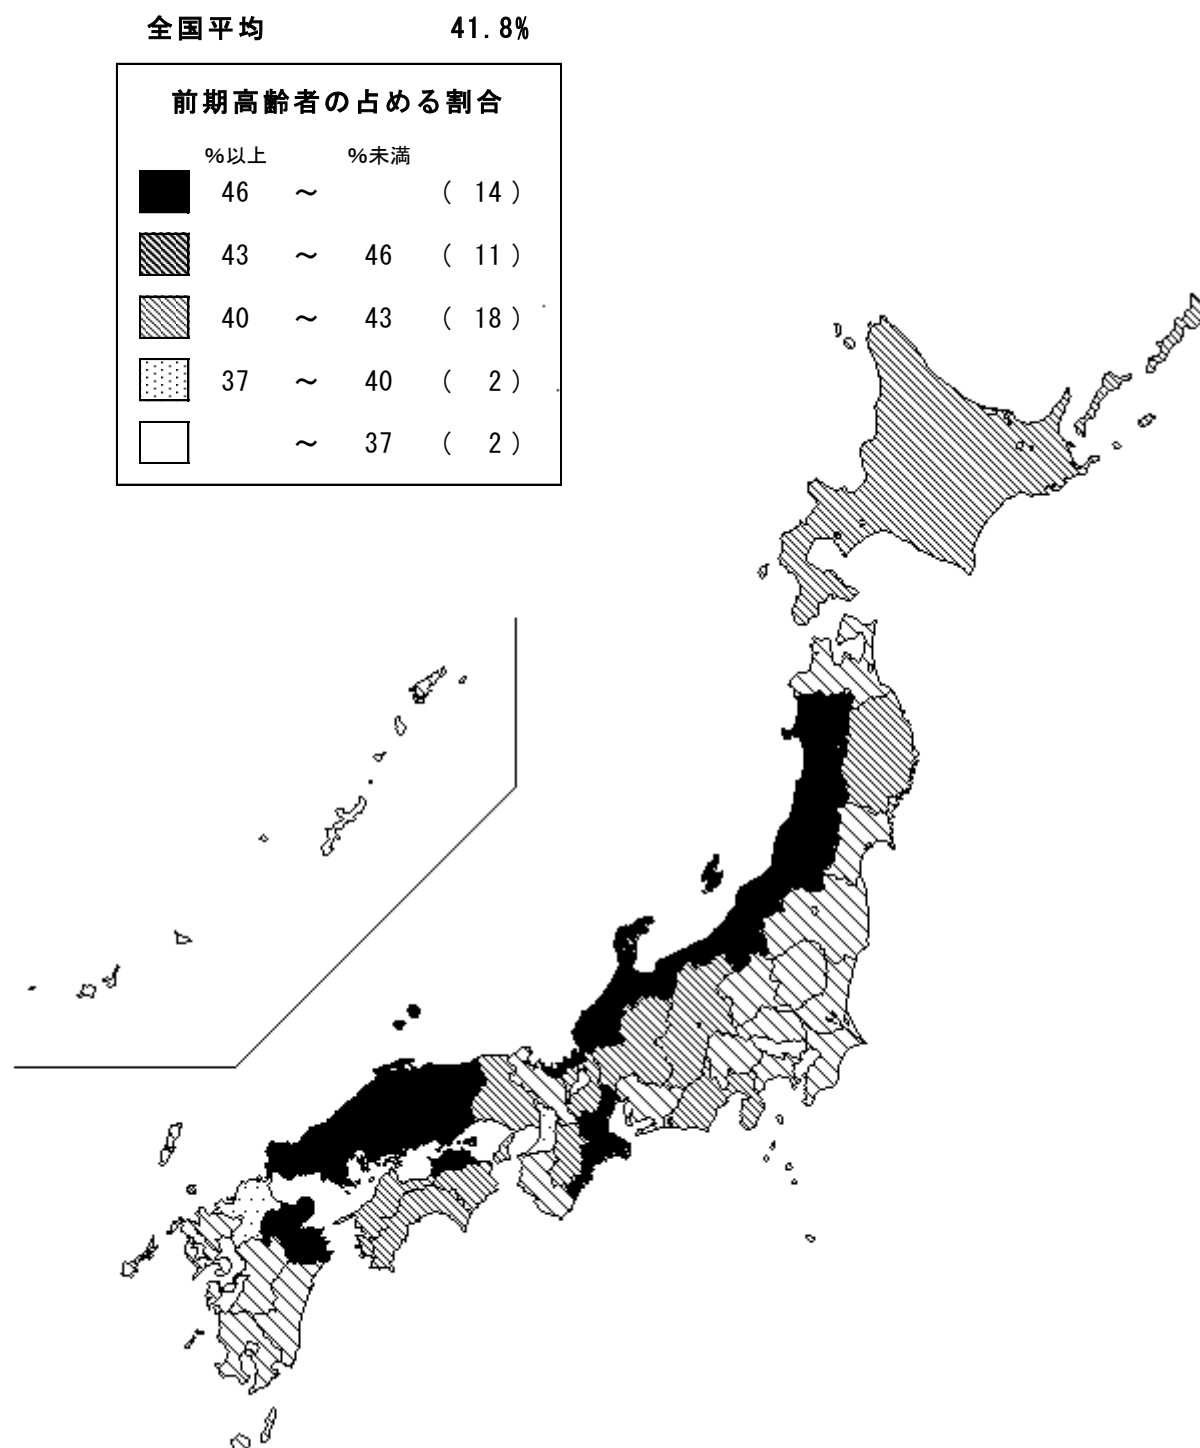 全国平均 41.8%
前期高齢者の占める割合
%以上 %未満
46 ～ ( 14 )
43 ～ 46 ( 11 )
40 ～ 43 ( 18 )
37 ～ 40 ( 2 )
～ 37 ( 2 )